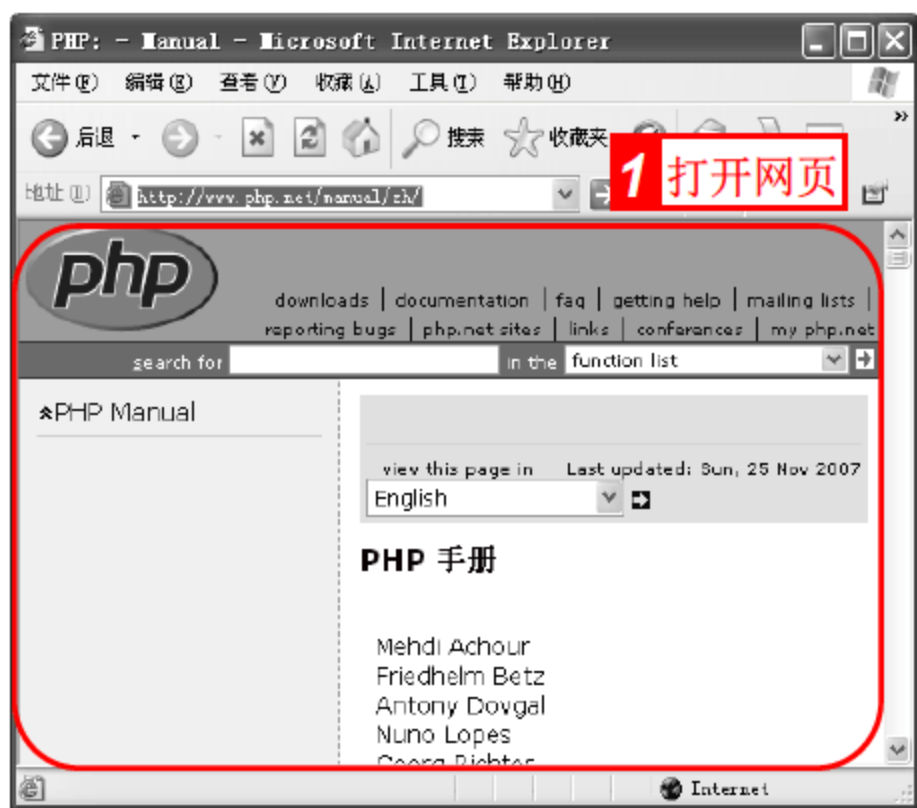 PHP: - Manual - Microsoft Internet Explorer
文件(F) 编辑(E) 查看(V) 收藏(A) 工具(T) 帮助(H)
后退 搜索 收藏夹 »
1 打开网页
地址(D) http://www.php.net/manual/zh/
php
downloads | documentation | faq | getting help | mailing lists |
reporting bugs | php.net sites | links | conferences | my php.net
search for in the function list
PHP Manual
view this page in Last updated: Sun, 25 Nov 2007
English
PHP 手册
Mehdi Achour
Friedhelm Betz
Antony Dovgal
Nuno Lopes
Georg Richter
Internet